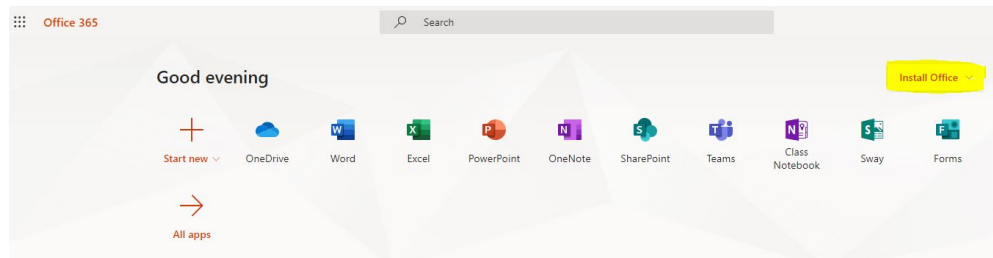 Office 365
Search
Good evening
Install Office
Start new
OneDrive
Word
Excel
PowerPoint
OneNote
SharePoint
Teams
Class
Notebook
Sway
Forms
All apps